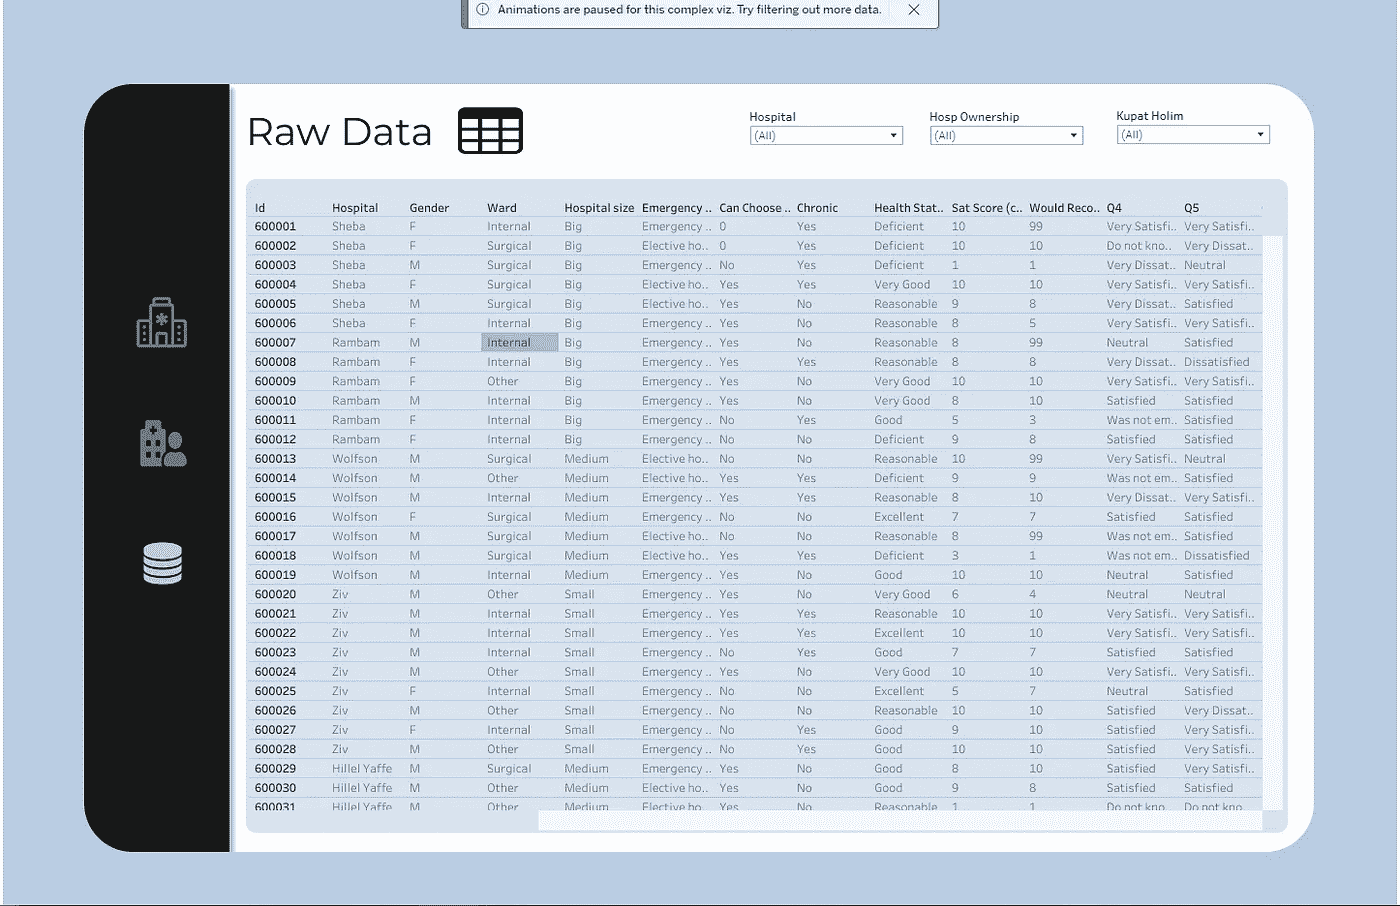 Animations are paused for this complex viz. Try filtering out more data.
Raw Data
Hospital Hosp Ownership Kupat Holim
(All) (All) (All)
Id Hospital Gender Ward Hospital size Emergency .. Can Choose .. Chronic Health Stat.. Sat Score (c.. Would Reco.. Q4 Q5
600001 Sheba F Internal Big Emergency .. 0 Yes Deficient 10 99 Very Satisfi.. Very Satisfi..
600002 Sheba F Surgical Big Elective ho.. 0 Yes Deficient 10 10 Do not kno.. Very Dissat..
600003 Sheba M Surgical Big Emergency .. No Yes Deficient 1 1 Very Dissat.. Neutral
600004 Sheba F Surgical Big Elective ho.. Yes Yes Very Good 10 10 Very Satisfi.. Very Satisfi..
600005 Sheba M Surgical Big Elective ho.. Yes No Reasonable 9 8 Very Dissat.. Satisfied
600006 Sheba F Internal Big Emergency .. Yes No Reasonable 8 5 Very Satisfi.. Very Satisfi..
600007 Rambam M Internal Big Emergency .. Yes No Reasonable 8 99 Neutral Satisfied
600008 Rambam F Internal Big Emergency .. Yes Yes Reasonable 8 8 Very Dissat.. Dissatisfied
600009 Rambam F Other Big Emergency .. Yes No Very Good 10 10 Very Satisfi.. Very Satisfi..
600010 Rambam M Internal Big Emergency .. Yes No Very Good 8 10 Satisfied Satisfied
600011 Rambam F Internal Big Emergency .. No Yes Good 5 3 Was not em.. Satisfied
600012 Rambam F Internal Big Emergency .. No No Deficient 9 8 Satisfied Satisfied
600013 Wolfson M Surgical Medium Elective ho.. No No Reasonable 10 99 Very Satisfi.. Neutral
600014 Wolfson M Other Medium Elective ho.. Yes Yes Deficient 9 9 Was not em.. Satisfied
600015 Wolfson M Internal Medium Emergency .. Yes Yes Reasonable 8 10 Very Dissat.. Very Satisfi..
600016 Wolfson F Surgical Medium Emergency .. No No Excellent 7 7 Satisfied Satisfied
600017 Wolfson M Surgical Medium Elective ho.. No No Reasonable 8 99 Was not em.. Satisfied
600018 Wolfson M Surgical Medium Elective ho.. Yes Yes Deficient 3 1 Was not em.. Dissatisfied
600019 Wolfson M Internal Medium Emergency .. Yes No Good 10 10 Neutral Satisfied
600020 Ziv M Other Small Emergency .. Yes No Very Good 6 4 Neutral Neutral
600021 Ziv M Internal Small Emergency .. Yes Yes Reasonable 10 10 Very Satisfi.. Very Satisfi..
600022 Ziv M Internal Small Emergency .. Yes Yes Excellent 10 10 Very Satisfi.. Very Satisfi..
600023 Ziv M Internal Small Emergency .. No Yes Good 7 7 Satisfied Satisfied
600024 Ziv M Other Small Emergency .. Yes No Very Good 10 10 Very Satisfi.. Very Satisfi..
600025 Ziv F Internal Small Emergency .. No No Excellent 5 7 Neutral Satisfied
600026 Ziv M Other Small Emergency .. No No Reasonable 10 10 Satisfied Very Dissat..
600027 Ziv F Internal Small Emergency .. No Yes Good 9 10 Satisfied Very Satisfi..
600028 Ziv M Other Small Emergency .. No Yes Good 10 10 Satisfied Very Satisfi..
600029 Hillel Yaffe M Surgical Medium Emergency .. Yes No Good 8 10 Satisfied Very Satisfi..
600030 Hillel Yaffe M Other Medium Elective ho.. No No Good 9 8 Satisfied Satisfied
600031 Hillel Yaffe M Other Medium Elective ho.. Yes No Reasonable 1 1 Do not kno.. Do not kno..